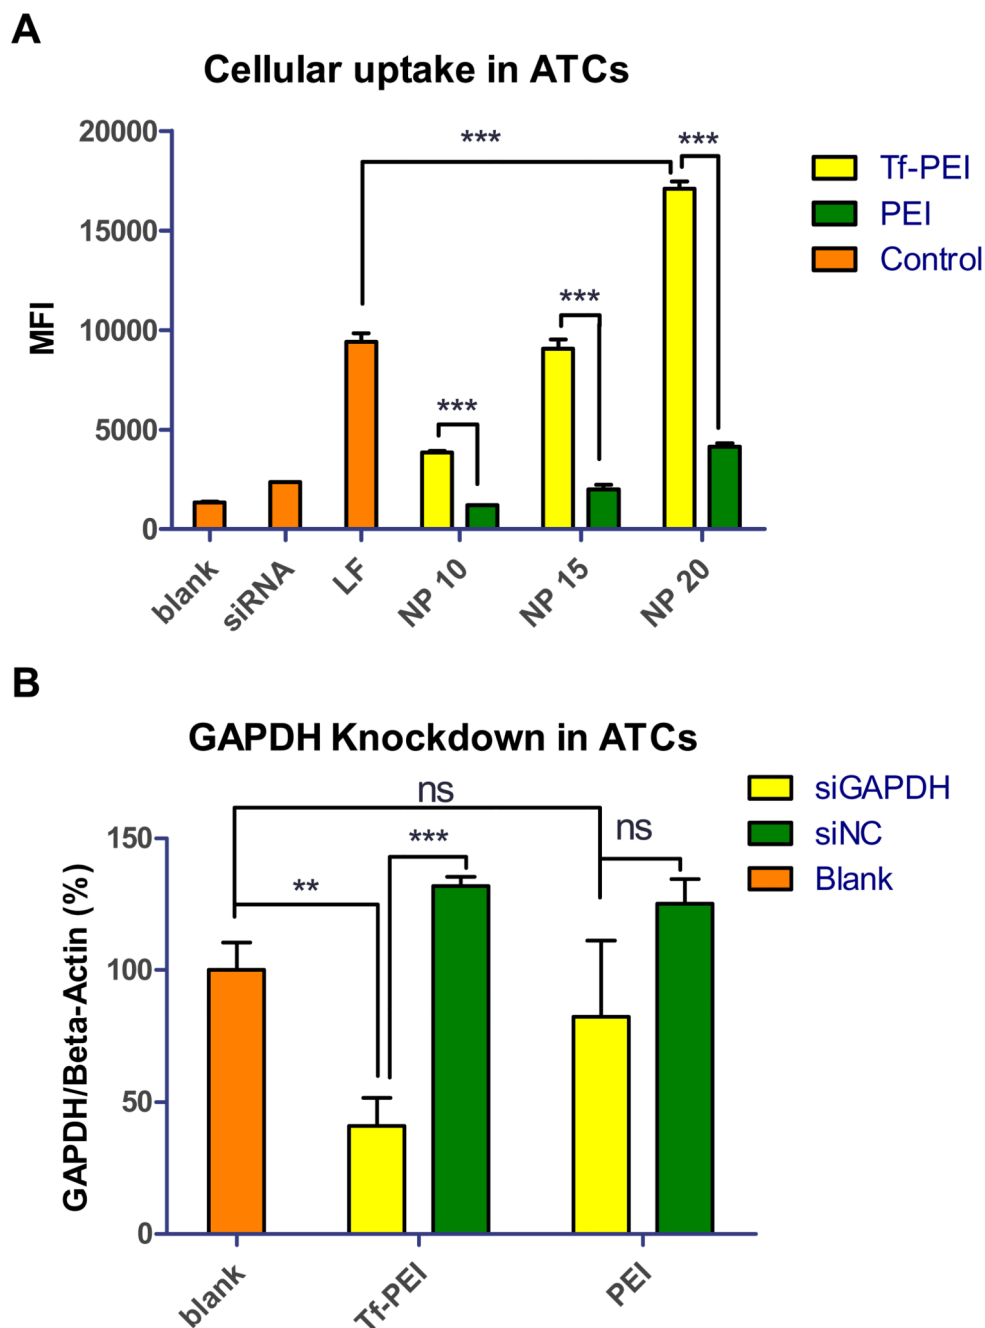 A
Cellular uptake in ATCs
***
***
20000
15000
10000
5000
0
MFI
***
***
Tf-PEI
PEI
Control
blank
siRNA
LF
NP 10
NP 15
NP 20
B
GAPDH Knockdown in ATCs
ns
***
ns
**
siGAPDH
siNC
Blank
150
100
50
0
GAPDH/Beta-Actin (%)
blank
Tf-PEI
PEI